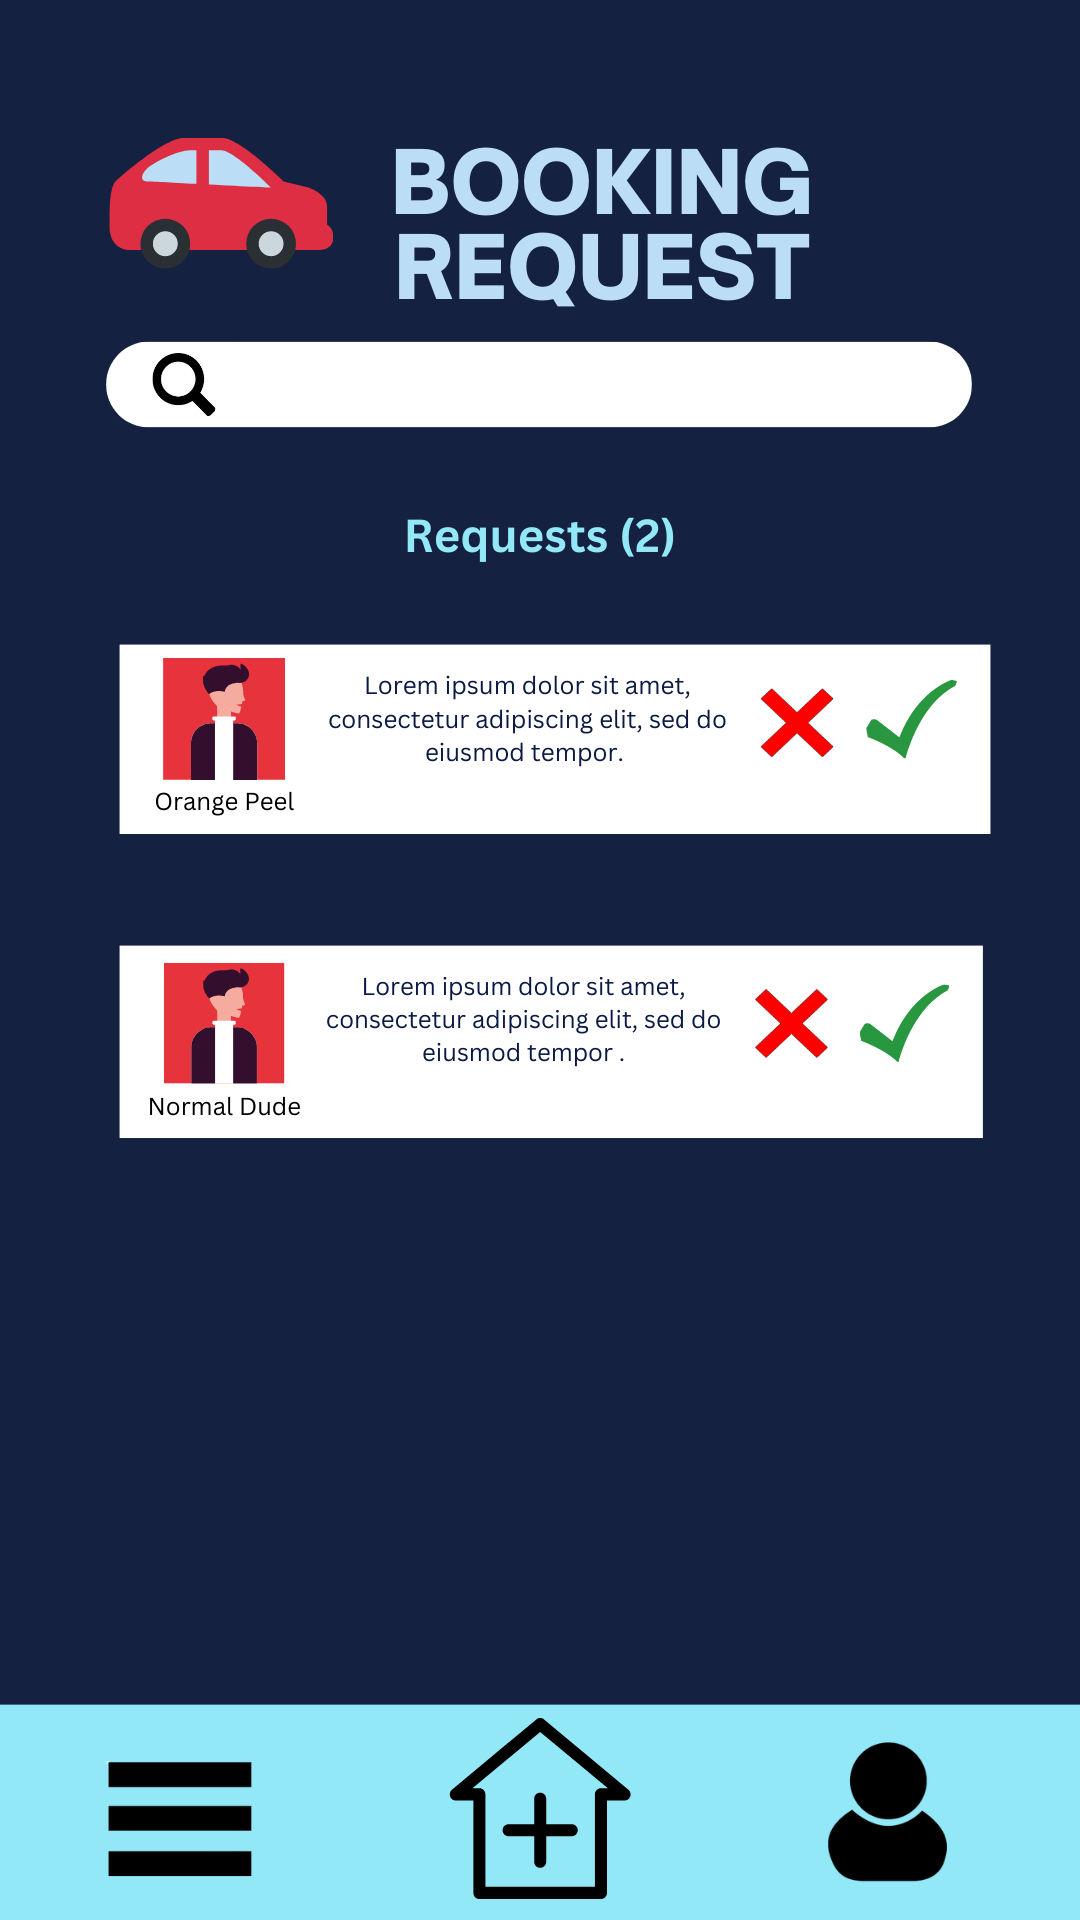 BOOKING
REQUEST
Requests (2)
Lorem ipsum dolor sit amet,
consectetur adipiscing elit, sed do
eiusmod tempor.
Orange Peel
Lorem ipsum dolor sit amet,
consectetur adipiscing elit, sed do
eiusmod tempor .
Normal Dude